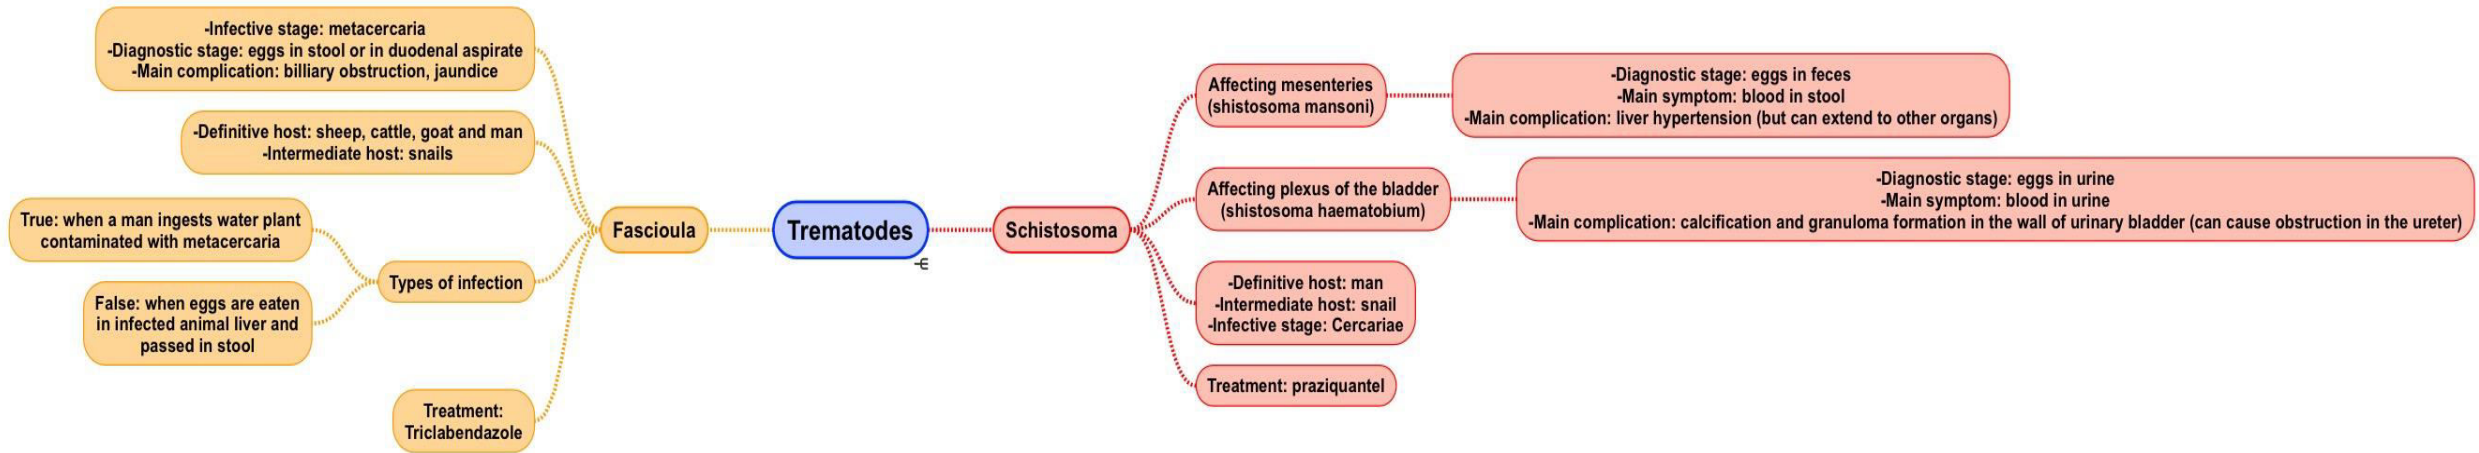 Trematodes
Fascioula
-Infective stage: metacercaria
-Diagnostic stage: eggs in stool or in duodenal aspirate
-Main complication: billiary obstruction, jaundice
-Definitive host: sheep, cattle, goat and man
-Intermediate host: snails
Types of infection
True: when a man ingests water plant
contaminated with metacercaria
False: when eggs are eaten
in infected animal liver and
passed in stool
Treatment:
Triclabendazole
Schistosoma
Affecting mesenteries
(shistosoma mansoni)
-Diagnostic stage: eggs in feces
-Main symptom: blood in stool
-Main complication: liver hypertension (but can extend to other organs)
Affecting plexus of the bladder
(shistosoma haematobium)
-Diagnostic stage: eggs in urine
-Main symptom: blood in urine
-Main complication: calcification and granuloma formation in the wall of urinary bladder (can cause obstruction in the ureter)
-Definitive host: man
-Intermediate host: snail
-Infective stage: Cercariae
Treatment: praziquantel